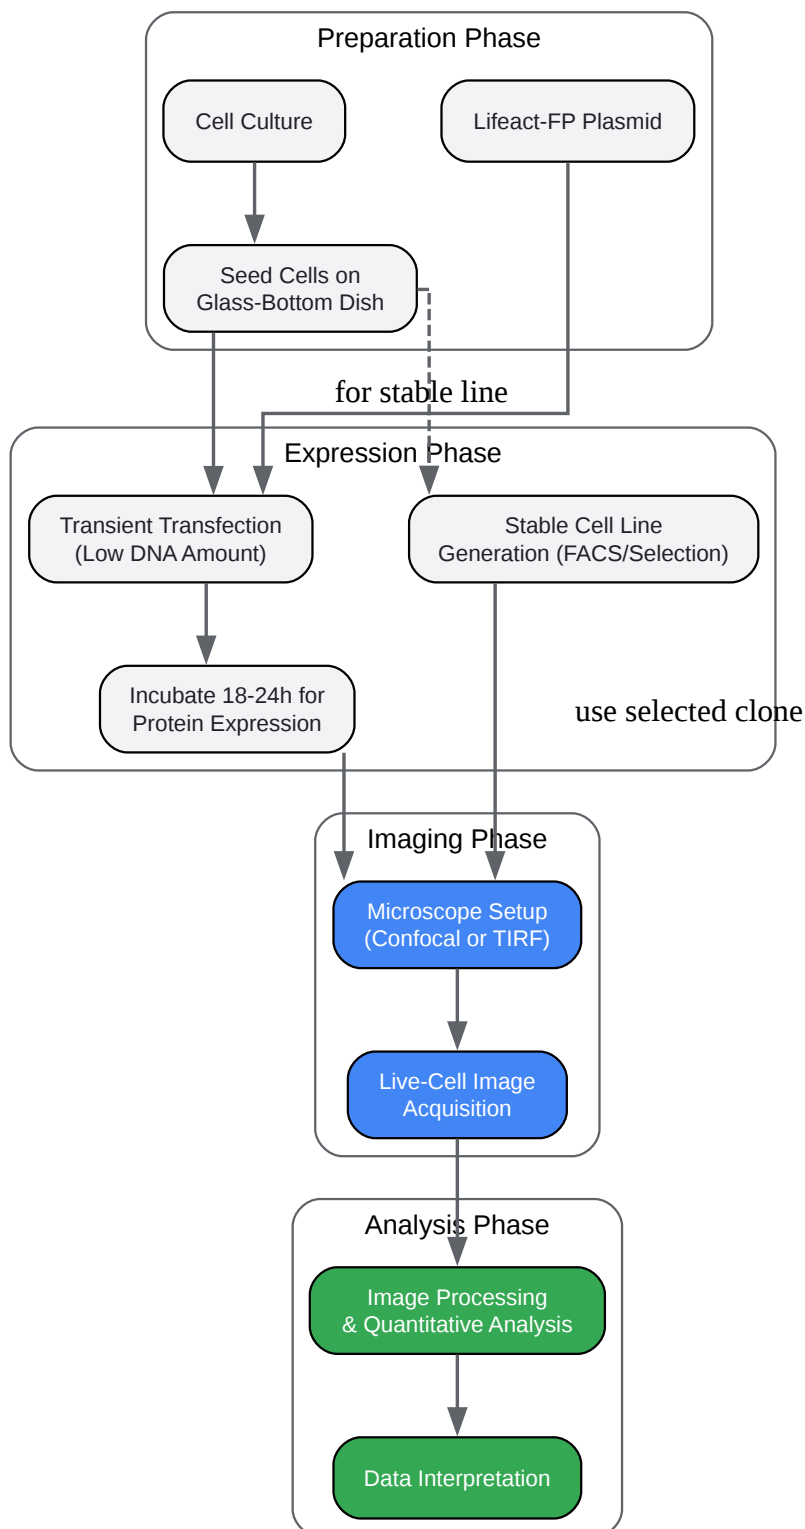 Preparation Phase
Cell Culture
Lifeact-FP Plasmid
Seed Cells on
Glass-Bottom Dish
for stable line
Expression Phase
Transient Transfection
(Low DNA Amount)
Stable Cell Line
Generation (FACS/Selection)
Incubate 18-24h for
Protein Expression
use selected clone
Imaging Phase
Microscope Setup
(Confocal or TIRF)
Live-Cell Image
Acquisition
Analysis Phase
Image Processing
& Quantitative Analysis
Data Interpretation